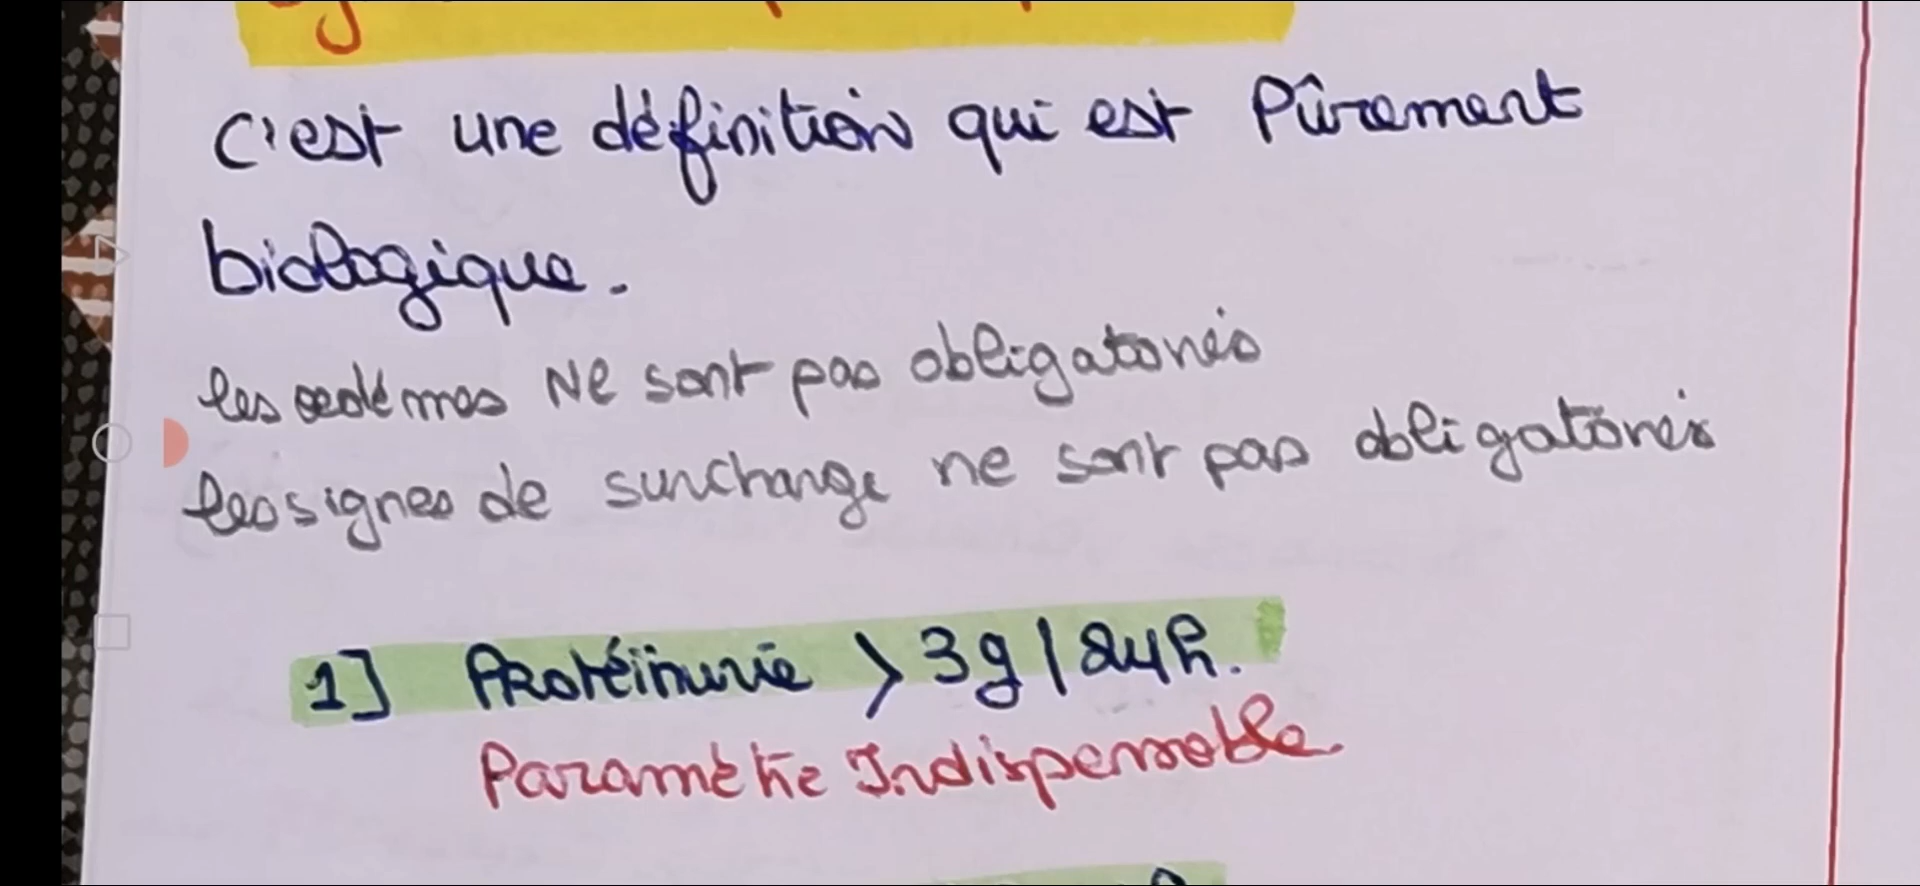 C'est une définition qui est Pûrement
biologique.
les oedèmes Ne sont pas obligatoires
les signes de surcharge ne sont pas obligatoires
1] Protéinurie > 3g/24h.
Paramètre Indispensable